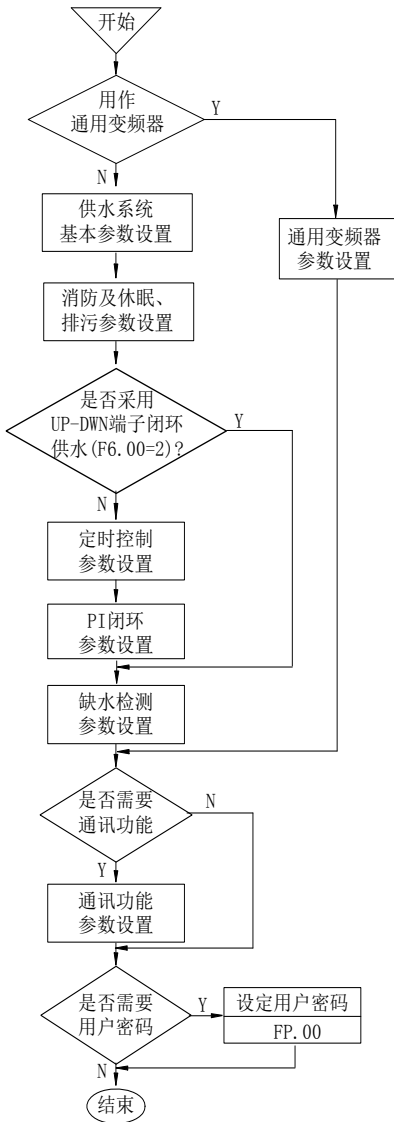 开始
用作
通用变频器
Y
N
供水系统
基本参数设置
通用变频器
参数设置
消防及休眠、
排污参数设置
是否采用
UP-DWN端子闭环
供水(F6.00=2)?
Y
N
定时控制
参数设置
PI闭环
参数设置
缺水检测
参数设置
是否需要
通讯功能
N
Y
通讯功能
参数设置
是否需要
用户密码
Y
设定用户密码
FP.00
N
结束